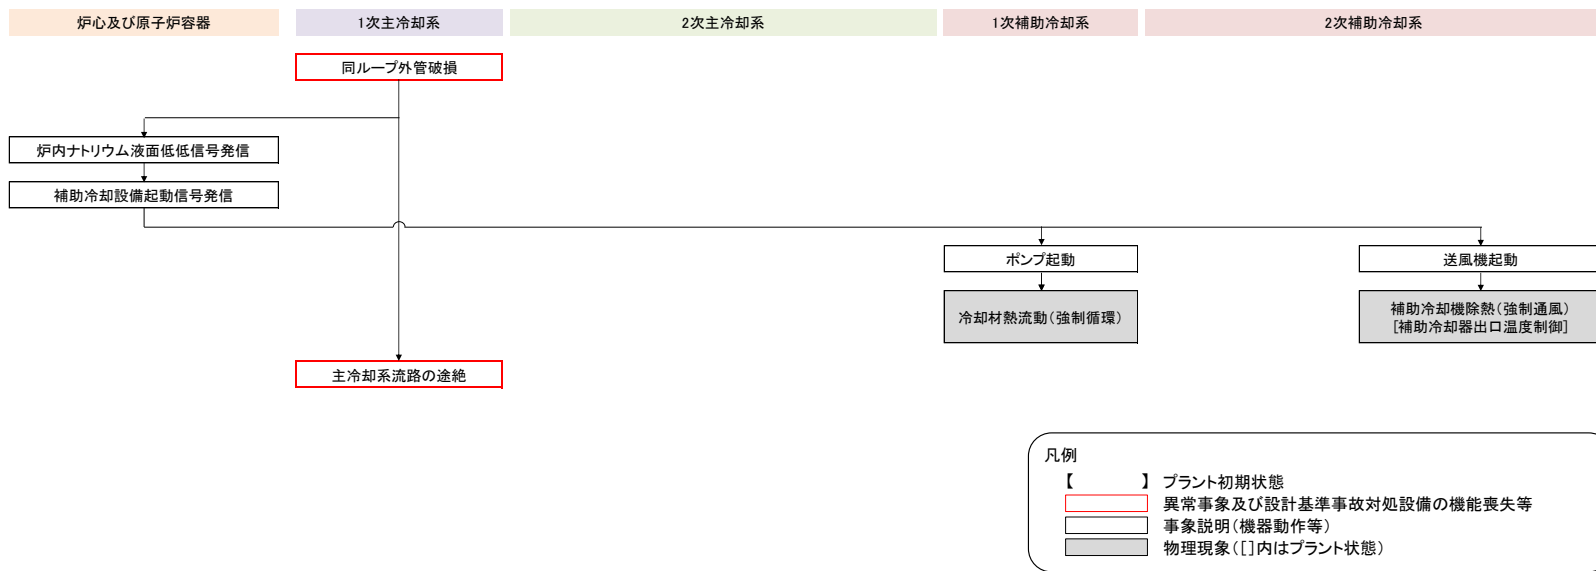 炉心及び原子炉容器
1次主冷却系
2次主冷却系
1次補助冷却系
2次補助冷却系
同ループ外管破損
炉内ナトリウム液面低低信号発信
補助冷却設備起動信号発信
ポンプ起動
送風機起動
冷却材熱流動(強制循環)
補助冷却機除熱(強制通風)
[補助冷却器出口温度制御]
主冷却系流路の途絶
凡例
【 】 プラント初期状態
異常事象及び設計基準事故対処設備の機能喪失等
事象説明(機器動作等)
物理現象([]内はプラント状態)